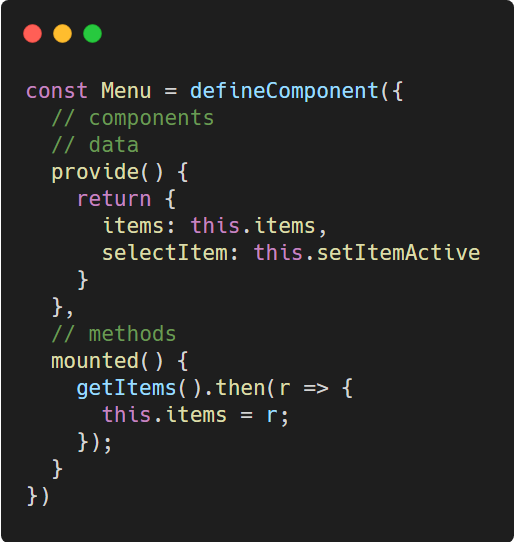 const Menu = defineComponent({
  // components
  // data
  provide() {
    return {
      items: this.items,
      selectItem: this.setItemActive
    }
  },
  // methods
  mounted() {
    getItems().then(r => {
      this.items = r;
    });
  }
})